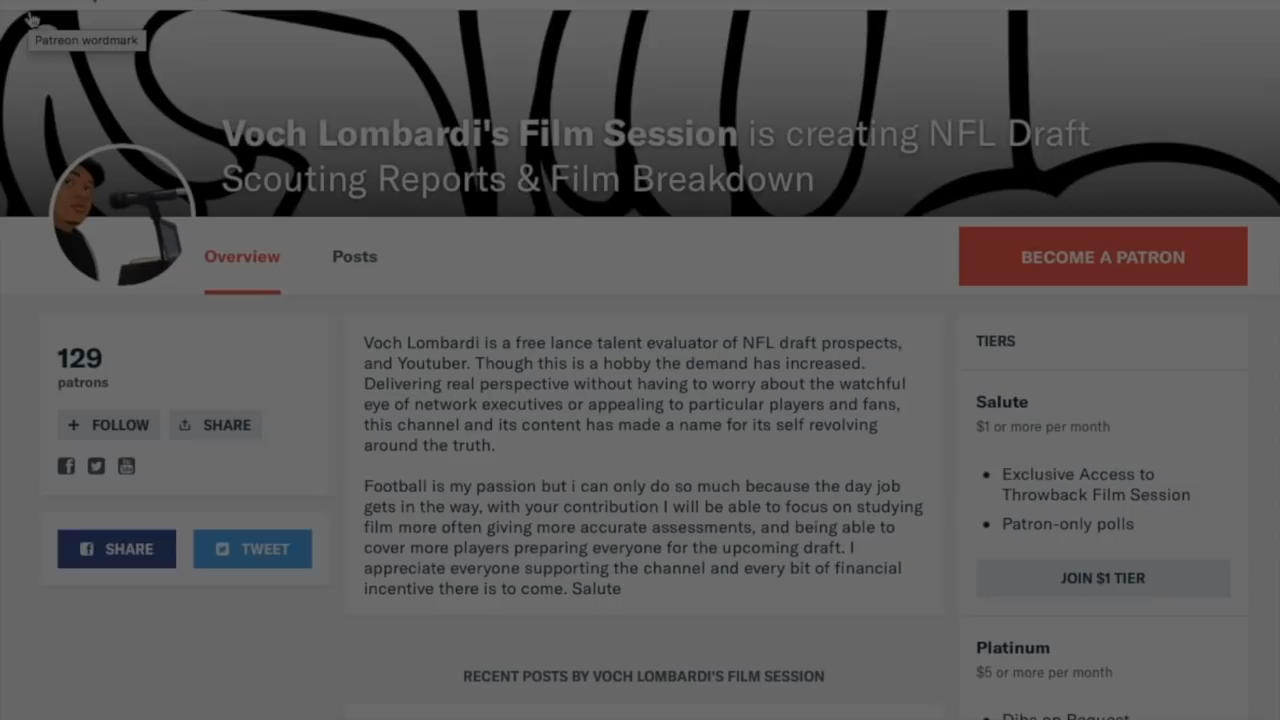 Patreon wordmark
Voch Lombardi's Film Session is creating NFL Draft
Scouting Reports & Film Breakdown
Overview
Posts
BECOME A PATRON
129
patrons
+ FOLLOW
SHARE
SHARE
TWEET
Voch Lombardi is a free lance talent evaluator of NFL draft prospects,
and Youtuber. Though this is a hobby the demand has increased.
Delivering real perspective without having to worry about the watchful
eye of network executives or appealing to particular players and fans,
this channel and its content has made a name for its self revolving
around the truth.
Football is my passion but i can only do so much because the day job
gets in the way, with your contribution I will be able to focus on studying
film more often giving more accurate assessments, and being able to
cover more players preparing everyone for the upcoming draft. I
appreciate everyone supporting the channel and every bit of financial
incentive there is to come. Salute
RECENT POSTS BY VOCH LOMBARDI'S FILM SESSION
TIERS
Salute
$1 or more per month
• Exclusive Access to
Throwback Film Session
• Patron-only polls
JOIN $1 TIER
Platinum
$5 or more per month
• Dibs on Request